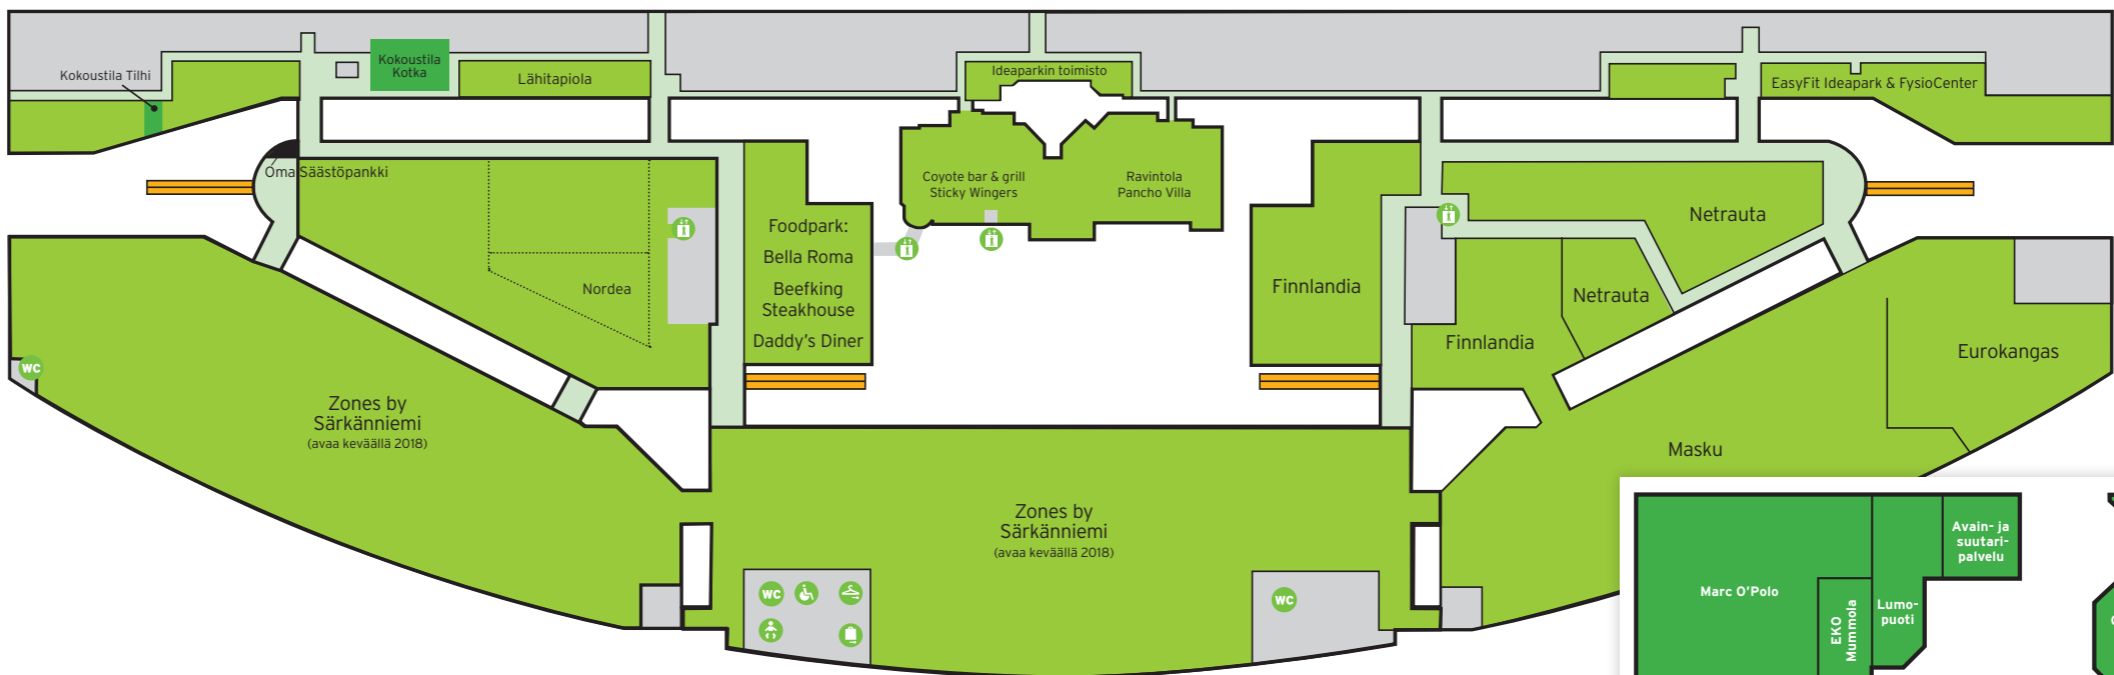 Kokoustila Tilhi
Kokoustila
Kotka
Lähitapiola
Ideaparkin toimisto
EasyFit Ideapark & FysioCenter
Oma Säästöpankki
Coyote bar & grill
Sticky Wingers
Ravintola
Pancho Villa
Nordea
Foodpark:
Bella Roma
Beefking
Steakhouse
Daddy's Diner
Finnlandia
Netrauta
Netrauta
Finnlandia
Eurokangas
Masku
WC
Zones by
Särkänniemi
(avaa keväällä 2018)
Zones by
Särkänniemi
(avaa keväällä 2018)
WC
WC
Marc O'Polo
EKO
Mummola
Lumo-
puoti
Avain- ja
suutari-
palvelu